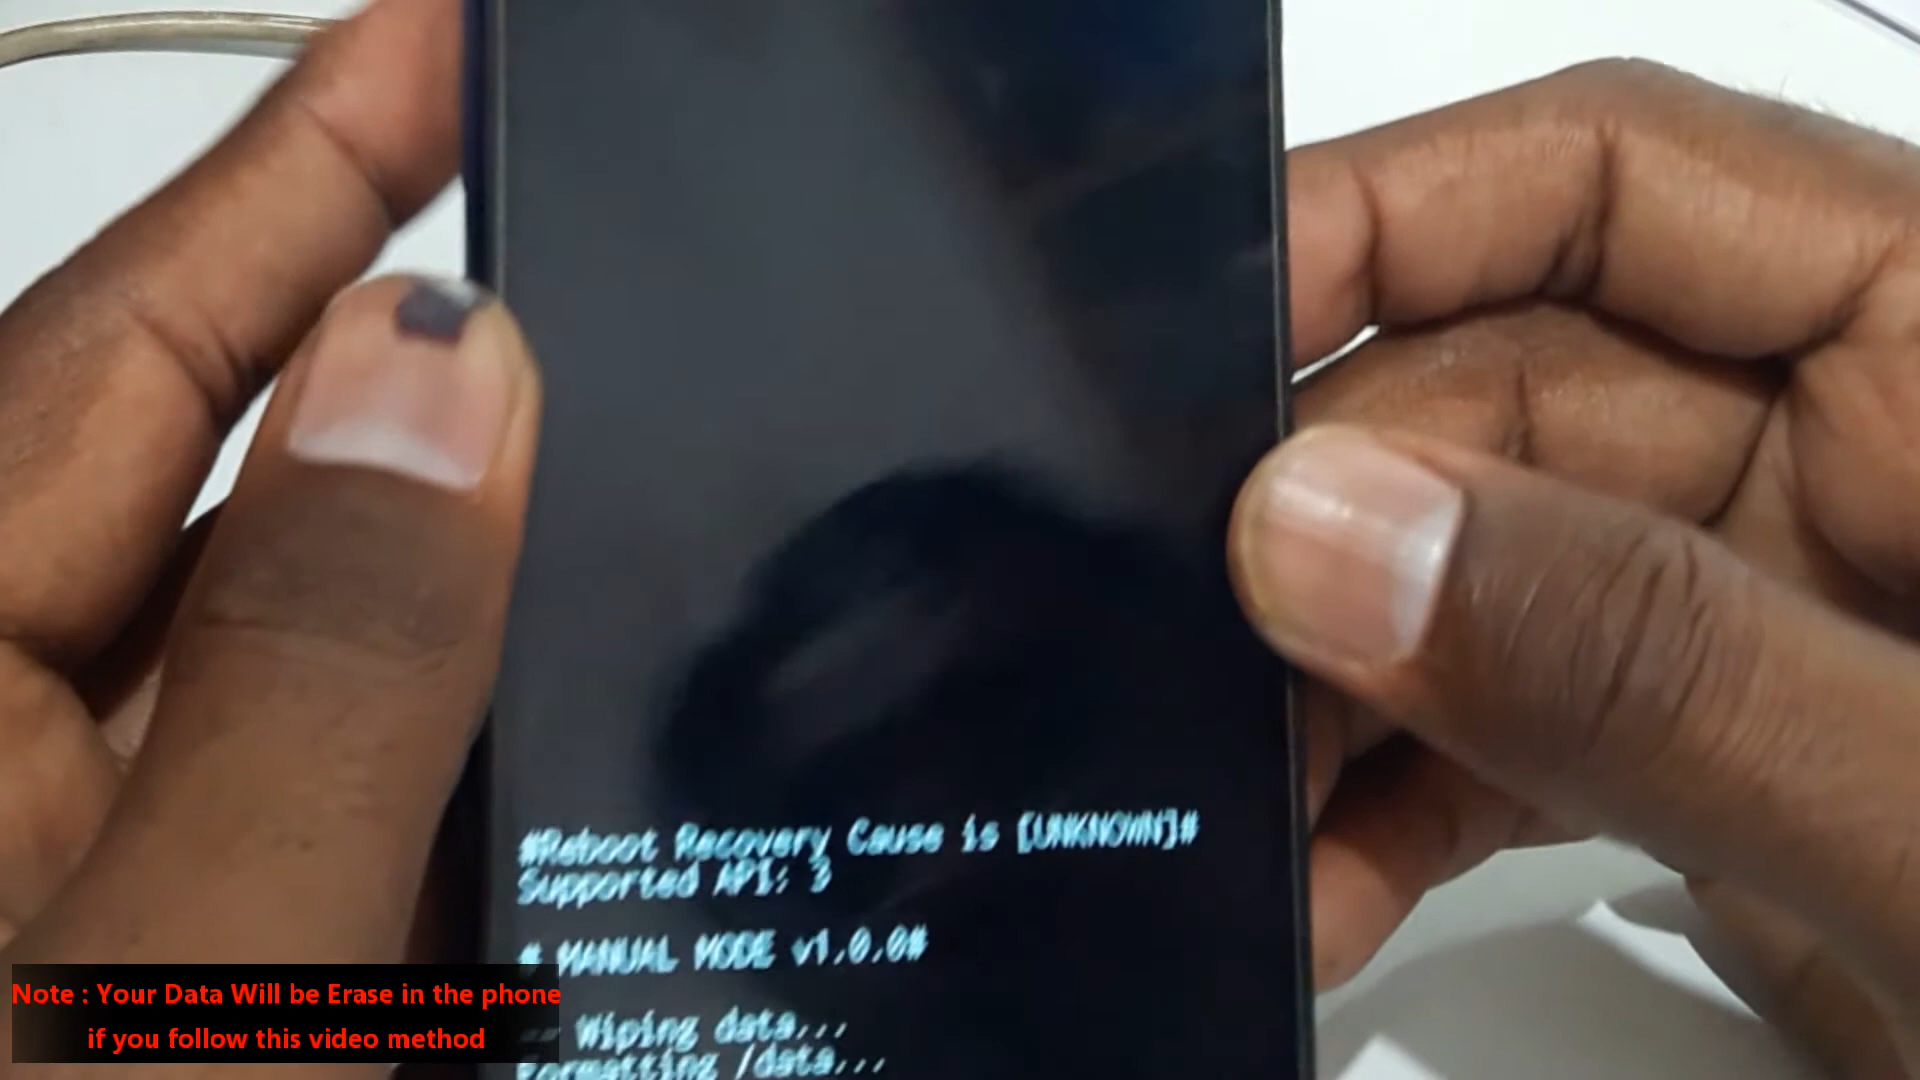 #Reboot Recovery Cause is [UNKNOWN]#
Supported API: 3
# MANUAL MODE v1.0.0#
-- Wiping data...
Formatting /data...
Note : Your Data Will be Erase in the phone
if you follow this video method